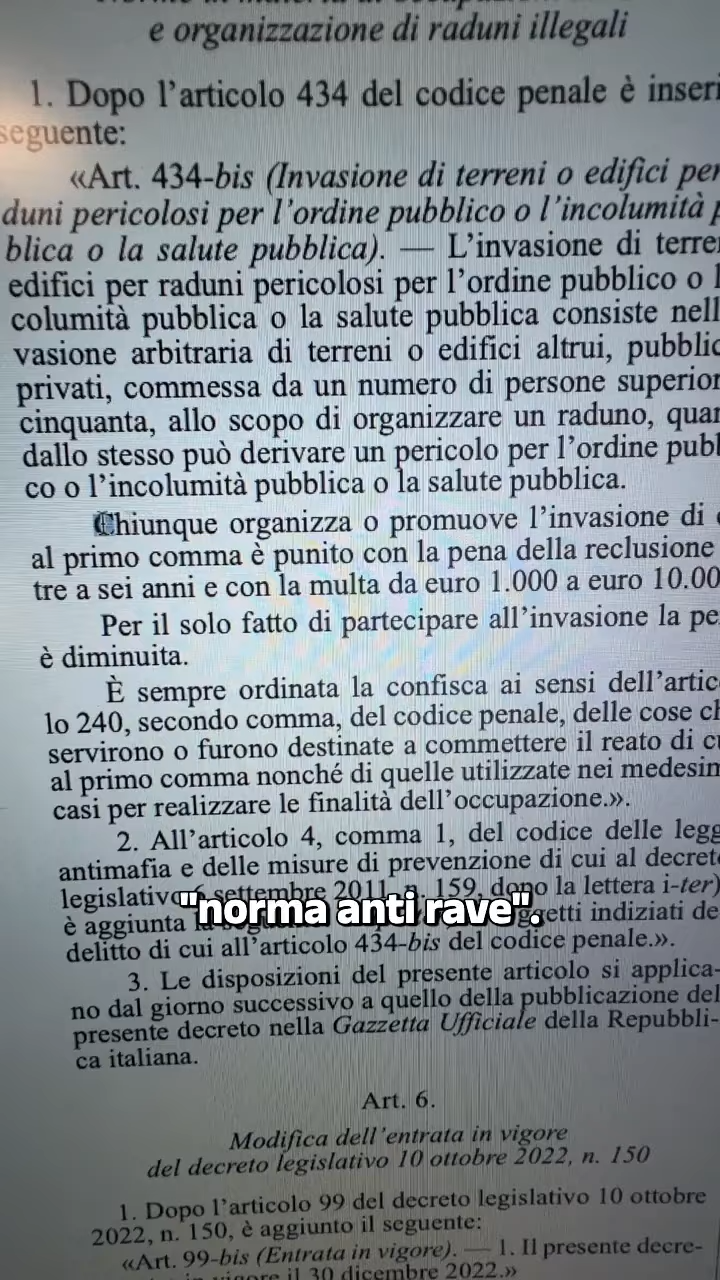 e organizzazione di raduni illegali
1. Dopo l'articolo 434 del codice penale è inseri
seguente:
«Art. 434-bis (Invasione di terreni o edifici per
duni pericolosi per l'ordine pubblico o l'incolumità p
blica o la salute pubblica). — L'invasione di terre
edifici per raduni pericolosi per l'ordine pubblico o l
columità pubblica o la salute pubblica consiste nell
vasione arbitraria di terreni o edifici altrui, pubblic
privati, commessa da un numero di persone superior
cinquanta, allo scopo di organizzare un raduno, quan
dallo stesso può derivare un pericolo per l'ordine pubb
co o l'incolumità pubblica o la salute pubblica.
Chiunque organizza o promuove l'invasione di c
al primo comma è punito con la pena della reclusione
tre a sei anni e con la multa da euro 1.000 a euro 10.00
Per il solo fatto di partecipare all'invasione la pe
è diminuita.
È sempre ordinata la confisca ai sensi dell'artic
lo 240, secondo comma, del codice penale, delle cose ch
servirono o furono destinate a commettere il reato di cu
al primo comma nonché di quelle utilizzate nei medesim
casi per realizzare le finalità dell'occupazione.».
2. All'articolo 4, comma 1, del codice delle legg
antimafia e delle misure di prevenzione di cui al decreto
legislativo 6 settembre 2011, n. 159, dopo la lettera i-ter)
è aggiunta la getti indiziati de
"norma anti rave".
delitto di cui all'articolo 434-bis del codice penale.».
3. Le disposizioni del presente articolo si applica-
no dal giorno successivo a quello della pubblicazione del
presente decreto nella Gazzetta Ufficiale della Repubbli-
ca italiana.
Art. 6.
Modifica dell'entrata in vigore
del decreto legislativo 10 ottobre 2022, n. 150
1. Dopo l'articolo 99 del decreto legislativo 10 ottobre
2022, n. 150, è aggiunto il seguente:
«Art. 99-bis (Entrata in vigore). — 1. Il presente decre-
in vigore il 30 dicembre 2022.»